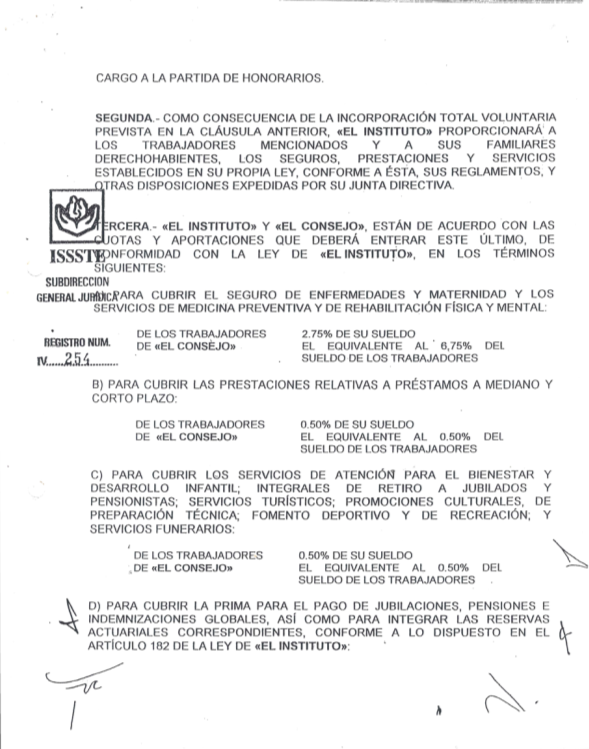 CARGO A LA PARTIDA DE HONORARIOS.
SEGUNDA.- COMO CONSECUENCIA DE LA INCORPORACIÓN TOTAL VOLUNTARIA
PREVISTA EN LA CLÁUSULA ANTERIOR, «EL INSTITUTO» PROPORCIONARÁ A
LOS TRABAJADORES MENCIONADOS Y A SUS FAMILIARES
DERECHOHABIENTES, LOS SEGUROS, PRESTACIONES Y SERVICIOS
ESTABLECIDOS EN SU PROPIA LEY, CONFORME A ÉSTA, SUS REGLAMENTOS, Y
OTRAS DISPOSICIONES EXPEDIDAS POR SU JUNTA DIRECTIVA.
TERCERA.- «EL INSTITUTO» Y «EL CONSEJO», ESTÁN DE ACUERDO CON LAS
CUOTAS Y APORTACIONES QUE DEBERÁ ENTERAR ESTE ÚLTIMO, DE
CONFORMIDAD CON LA LEY DE «EL INSTITUTO», EN LOS TÉRMINOS
SIGUIENTES:
ISSSTE
SUBDIRECCION
GENERAL JURÍDICA
PARA CUBRIR EL SEGURO DE ENFERMEDADES Y MATERNIDAD Y LOS
SERVICIOS DE MEDICINA PREVENTIVA Y DE REHABILITACIÓN FÍSICA Y MENTAL:
REGISTRO NUM.
IV.....254
DE LOS TRABAJADORES 2.75% DE SU SUELDO
DE «EL CONSEJO» EL EQUIVALENTE AL 6,75% DEL
SUELDO DE LOS TRABAJADORES
B) PARA CUBRIR LAS PRESTACIONES RELATIVAS A PRÉSTAMOS A MEDIANO Y
CORTO PLAZO:
DE LOS TRABAJADORES 0.50% DE SU SUELDO
DE «EL CONSEJO» EL EQUIVALENTE AL 0.50% DEL
SUELDO DE LOS TRABAJADORES
C) PARA CUBRIR LOS SERVICIOS DE ATENCIÓN PARA EL BIENESTAR Y
DESARROLLO INFANTIL; INTEGRALES DE RETIRO A JUBILADOS Y
PENSIONISTAS; SERVICIOS TURÍSTICOS; PROMOCIONES CULTURALES, DE
PREPARACIÓN TÉCNICA; FOMENTO DEPORTIVO Y DE RECREACIÓN; Y
SERVICIOS FUNERARIOS:
DE LOS TRABAJADORES 0.50% DE SU SUELDO
DE «EL CONSEJO» EL EQUIVALENTE AL 0.50% DEL
SUELDO DE LOS TRABAJADORES
D) PARA CUBRIR LA PRIMA PARA EL PAGO DE JUBILACIONES, PENSIONES E
INDEMNIZACIONES GLOBALES, ASÍ COMO PARA INTEGRAR LAS RESERVAS
ACTUARIALES CORRESPONDIENTES, CONFORME A LO DISPUESTO EN EL
ARTÍCULO 182 DE LA LEY DE «EL INSTITUTO»: